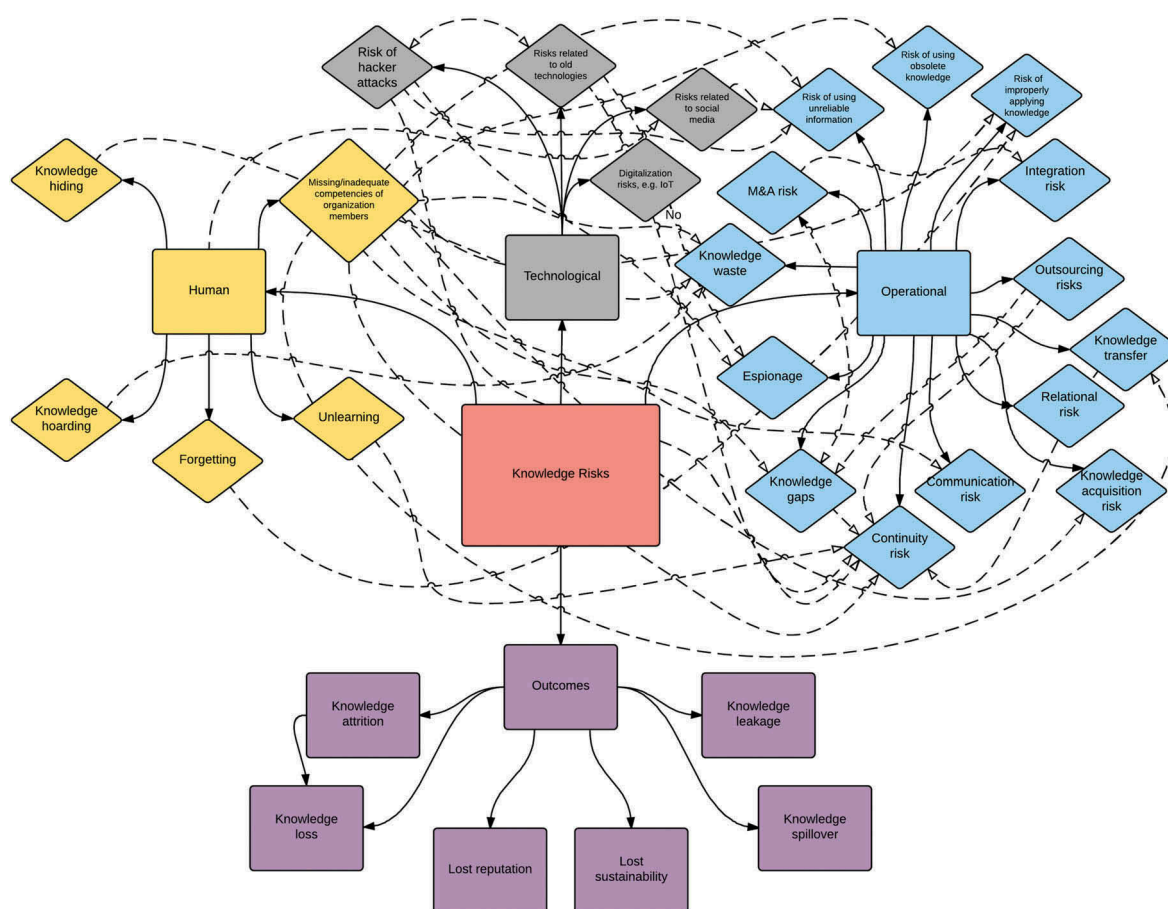 Risk of
hacker
attacks
Risks related
to old
technologies
Risks related
to social
media
Digitalization
risks, e.g. IoT
No
Risk of using
unreliable
information
Risk of using
obsolete
knowledge
Risk of
improperly
applying
knowledge
Knowledge
hiding
Missing/inadequate
competencies of
organization
members
M&A risk
Integration
risk
Human
Technological
Knowledge
waste
Operational
Outsourcing
risks
Knowledge
transfer
Espionage
Relational
risk
Knowledge
hoarding
Unlearning
Forgetting
Knowledge Risks
Knowledge
gaps
Communication
risk
Knowledge
acquisition
risk
Continuity
risk
Outcomes
Knowledge
attrition
Knowledge
leakage
Knowledge
loss
Knowledge
spillover
Lost reputation
Lost
sustainability